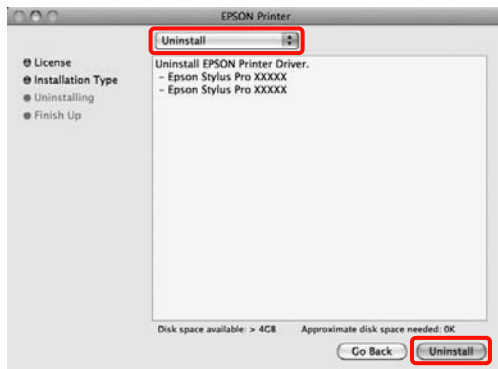 EPSON Printer
Uninstall
License
Installation Type
Uninstalling
Finish Up
Uninstall EPSON Printer Driver.
- Epson Stylus Pro XXXXX
- Epson Stylus Pro XXXXX
Disk space available: > 4GB Approximate disk space needed: 0K
Go Back Uninstall